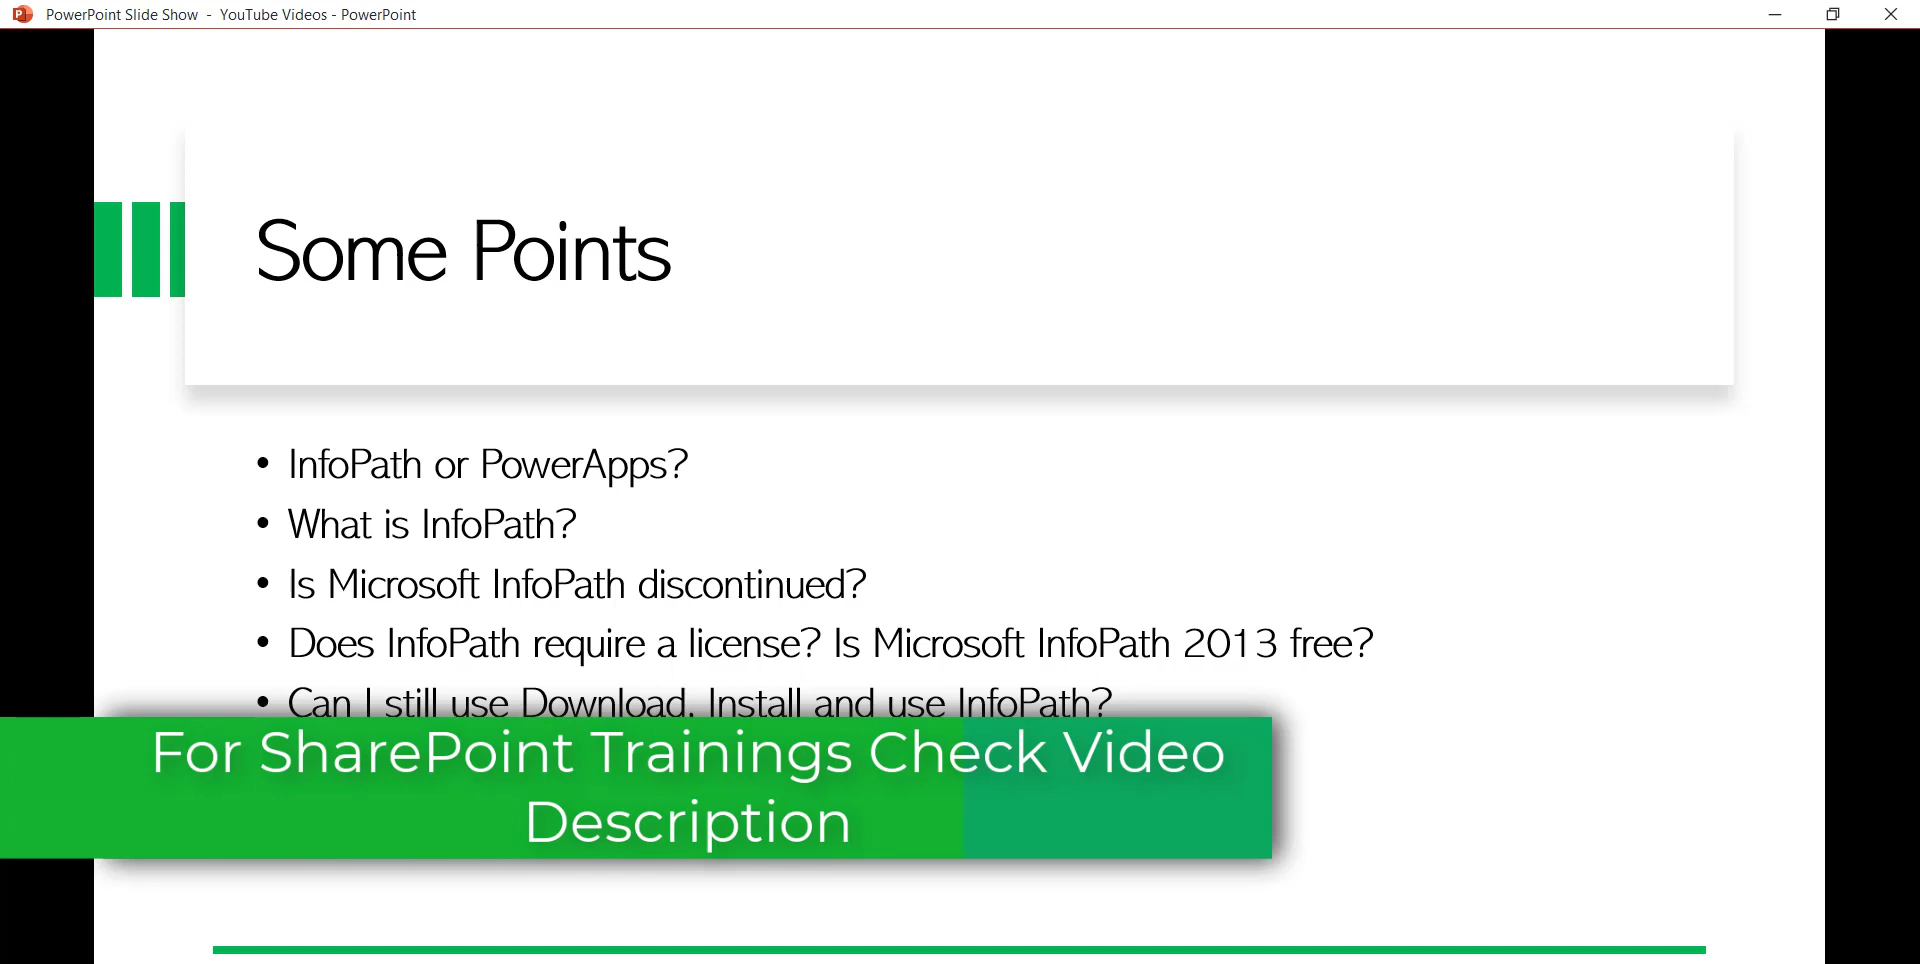 PowerPoint Slide Show - YouTube Videos - PowerPoint
Some Points
• InfoPath or PowerApps?
• What is InfoPath?
• Is Microsoft InfoPath discontinued?
• Does InfoPath require a license? Is Microsoft InfoPath 2013 free?
• Can I still use Download, Install and use InfoPath?
For SharePoint Trainings Check Video
Description